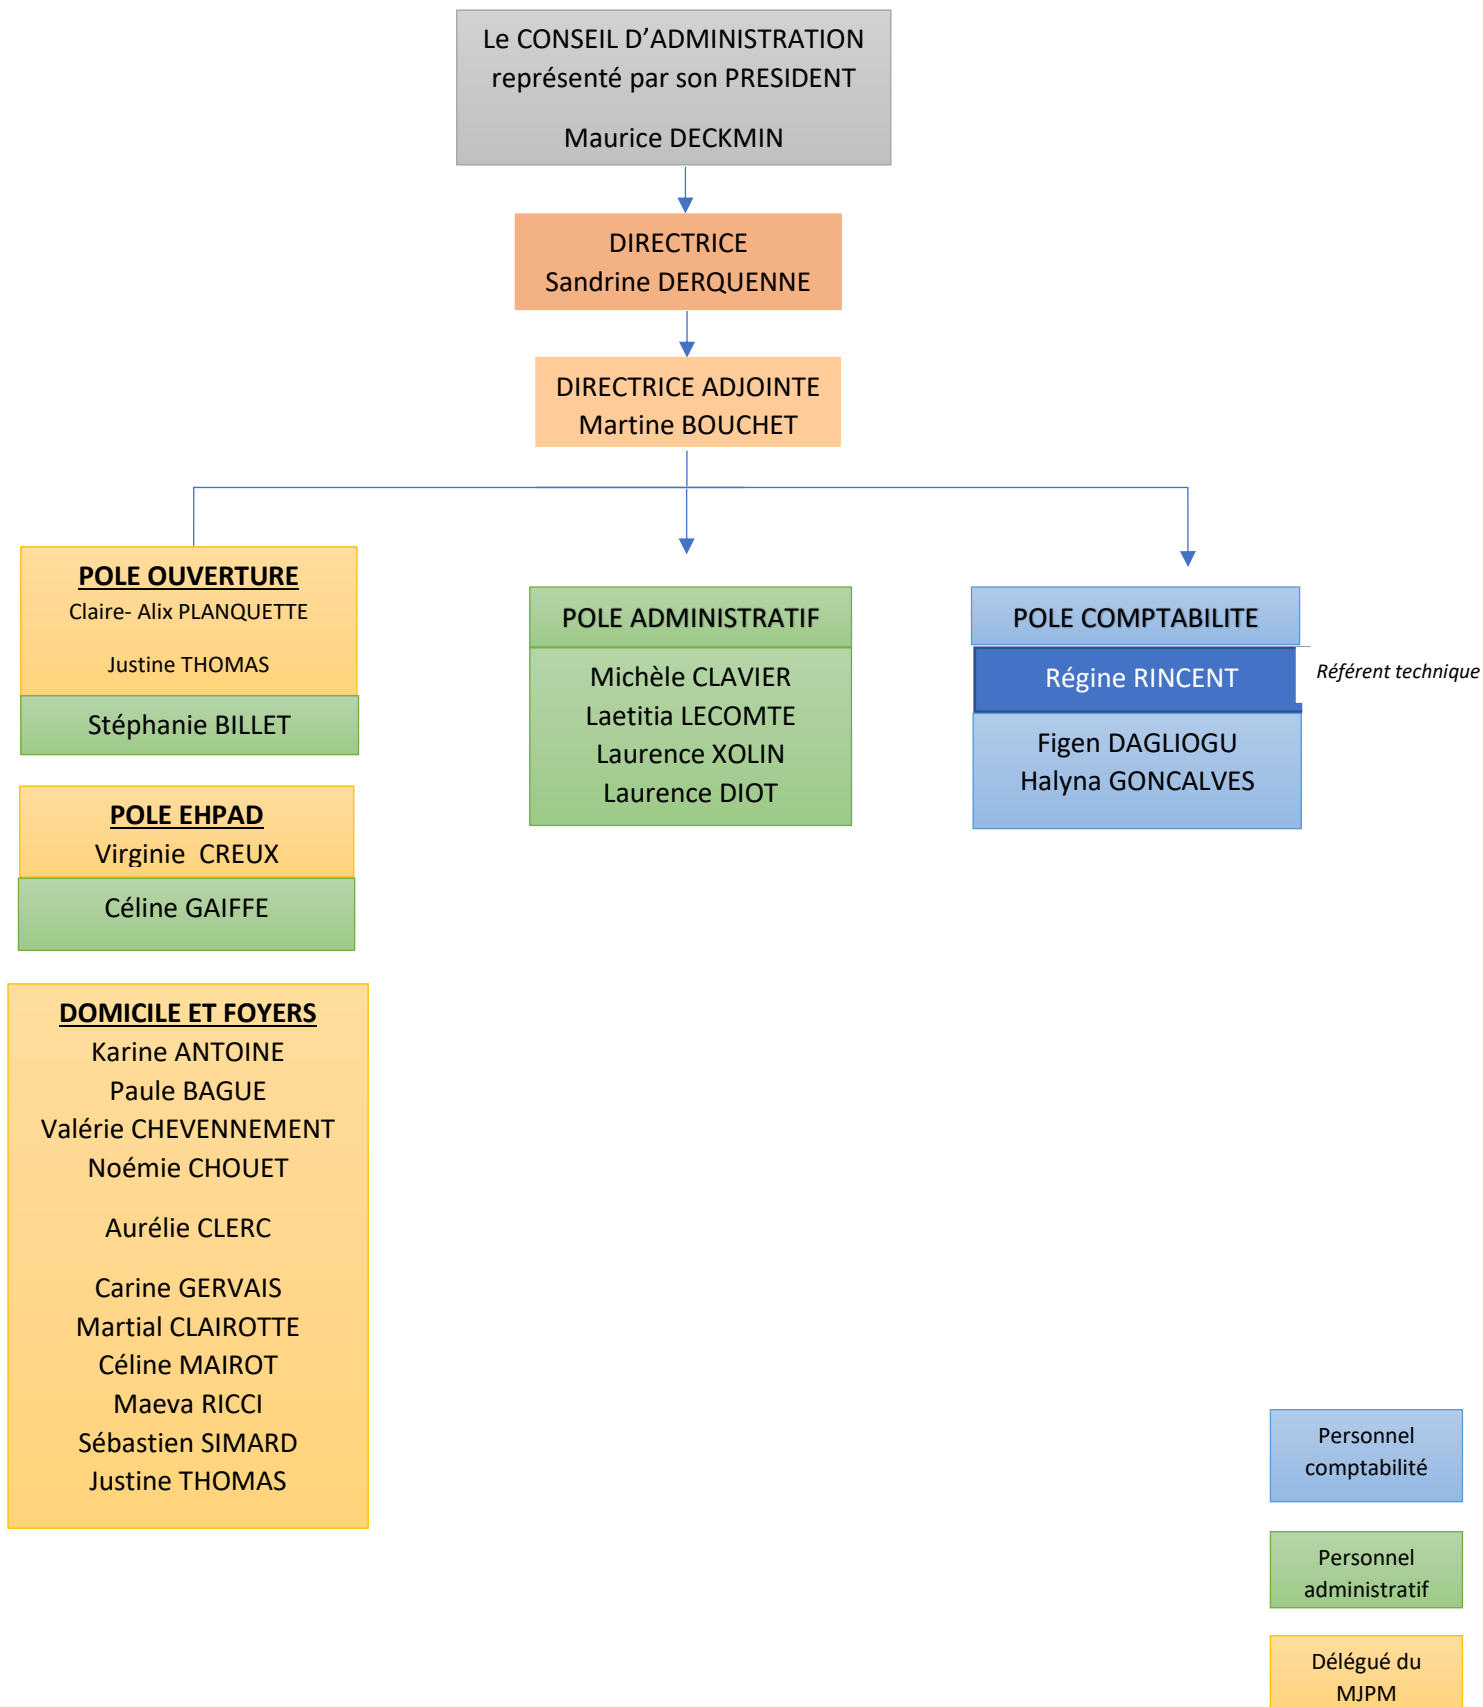 Le CONSEIL D’ADMINISTRATION
représenté par son PRESIDENT
Maurice DECKMIN
DIRECTRICE
Sandrine DERQUENNE
DIRECTRICE ADJOINTE
Martine BOUCHET
POLE OUVERTURE
Claire- Alix PLANQUETTE
Justine THOMAS
Stéphanie BILLET
POLE EHPAD
Virginie  CREUX
Céline GAIFFE
DOMICILE ET FOYERS
Karine ANTOINE
Paule BAGUE
Valérie CHEVENNEMENT
Noémie CHOUET
Aurélie CLERC
Carine GERVAIS
Martial CLAIROTTE
Céline MAIROT
Maeva RICCI
Sébastien SIMARD
Justine THOMAS
POLE ADMINISTRATIF
Michèle CLAVIER
Laetitia LECOMTE
Laurence XOLIN
Laurence DIOT
POLE COMPTABILITE
Régine RINCENT
Référent technique
Figen DAGLIOGU
Halyna GONCALVES
Personnel
comptabilité
Personnel
administratif
Délégué du
MJPM